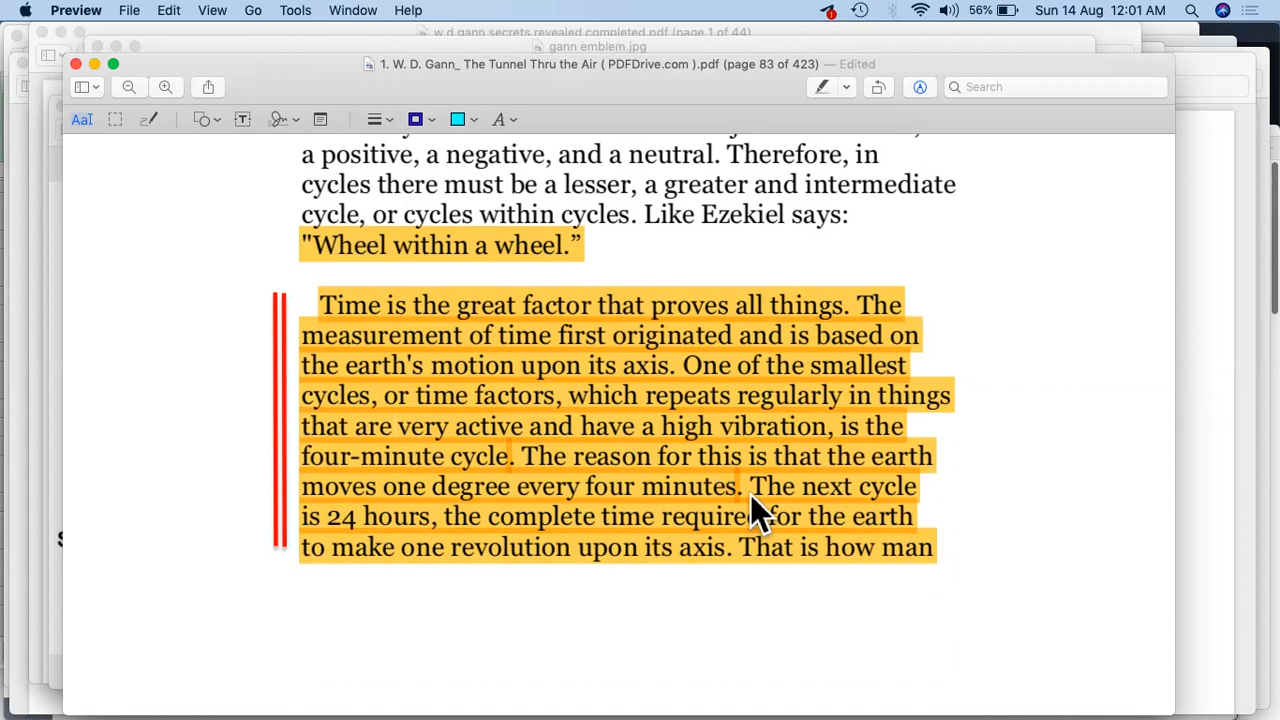 Preview File Edit View Go Tools Window Help 56% Sun 14 Aug 12:01 AM
w d gann secrets revealed completed pdf (page 1 of 44)
gann emblem.jpg
1. W. D. Gann_ The Tunnel Thru the Air ( PDFDrive.com ).pdf (page 83 of 423) — Edited
Search
a positive, a negative, and a neutral. Therefore, in
cycles there must be a lesser, a greater and intermediate
cycle, or cycles within cycles. Like Ezekiel says:
"Wheel within a wheel.”
Time is the great factor that proves all things. The
measurement of time first originated and is based on
the earth's motion upon its axis. One of the smallest
cycles, or time factors, which repeats regularly in things
that are very active and have a high vibration, is the
four-minute cycle. The reason for this is that the earth
moves one degree every four minutes. The next cycle
is 24 hours, the complete time required for the earth
to make one revolution upon its axis. That is how man